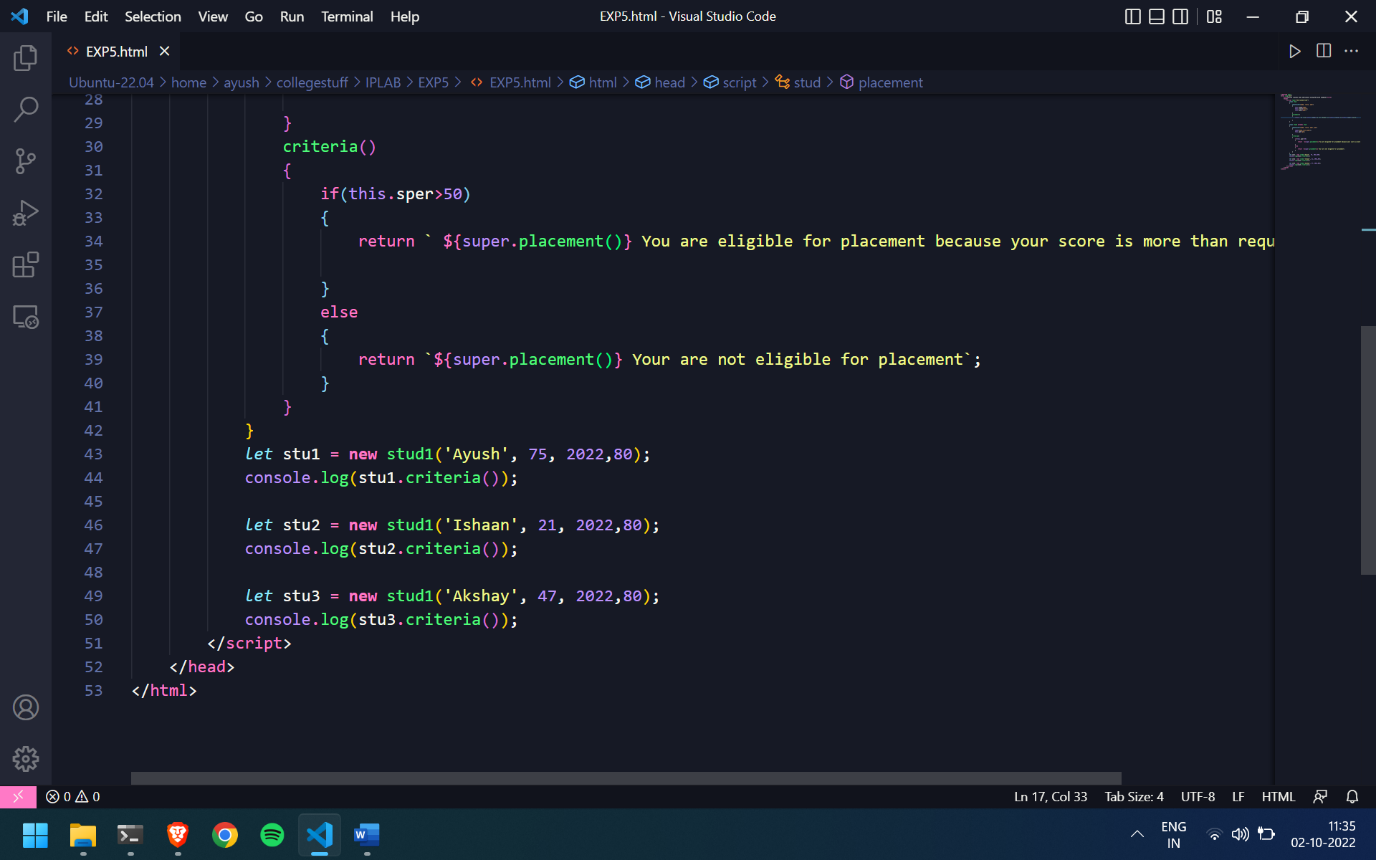 File Edit Selection View Go Run Terminal Help EXP5.html - Visual Studio Code
EXP5.html
Ubuntu-22.04 > home > ayush > collegestuff > IPLAB > EXP5 > EXP5.html > html > head > script > stud > placement
28
29 }
30 criteria()
31 {
32 if(this.sper>50)
33 {
34 return ` ${super.placement()} You are eligible for placement because your score is more than requ
35
36 }
37 else
38 {
39 return `${super.placement()} Your are not eligible for placement`;
40 }
41 }
42 }
43 let stu1 = new stud1('Ayush', 75, 2022,80);
44 console.log(stu1.criteria());
45
46 let stu2 = new stud1('Ishaan', 21, 2022,80);
47 console.log(stu2.criteria());
48
49 let stu3 = new stud1('Akshay', 47, 2022,80);
50 console.log(stu3.criteria());
51 </script>
52 </head>
53 </html>
0 0 Ln 17, Col 33 Tab Size: 4 UTF-8 LF HTML
ENG 11:35
IN 02-10-2022